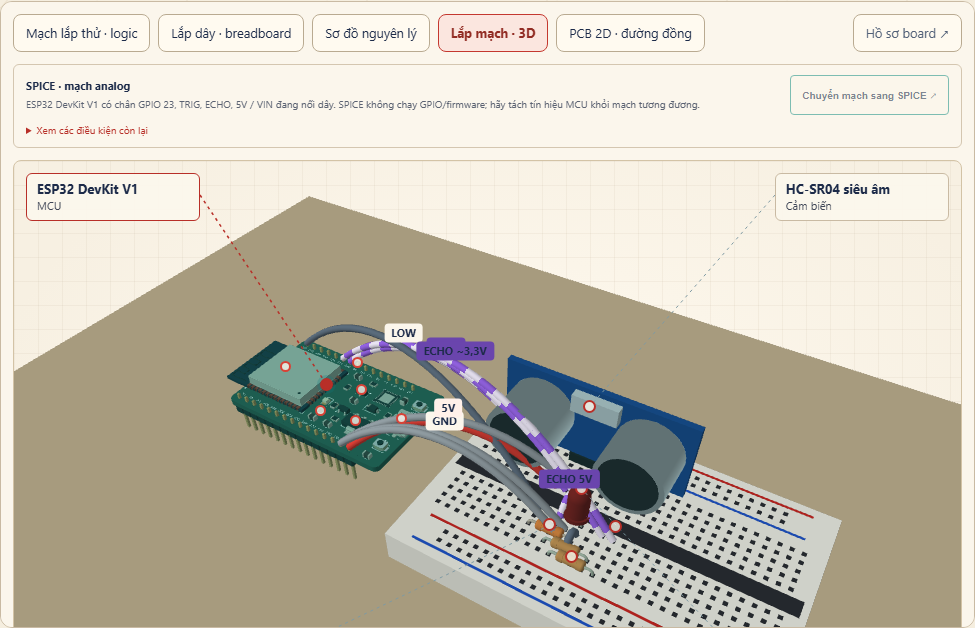 Mạch lắp thử · logic
Lắp dây · breadboard
Sơ đồ nguyên lý
Lắp mạch · 3D
PCB 2D · đường đồng
Hồ sơ board ↗
SPICE · mạch analog
ESP32 DevKit V1 có chân GPIO 23, TRIG, ECHO, 5V / VIN đang nối dây. SPICE không chạy GPIO/firmware; hãy tách tín hiệu MCU khỏi mạch tương đương.
Chuyển mạch sang SPICE ↗
▶ Xem các điều kiện còn lại
ESP32 DevKit V1
MCU
HC-SR04 siêu âm
Cảm biến
LOW
ECHO ~3,3V
5V
GND
ECHO 5V